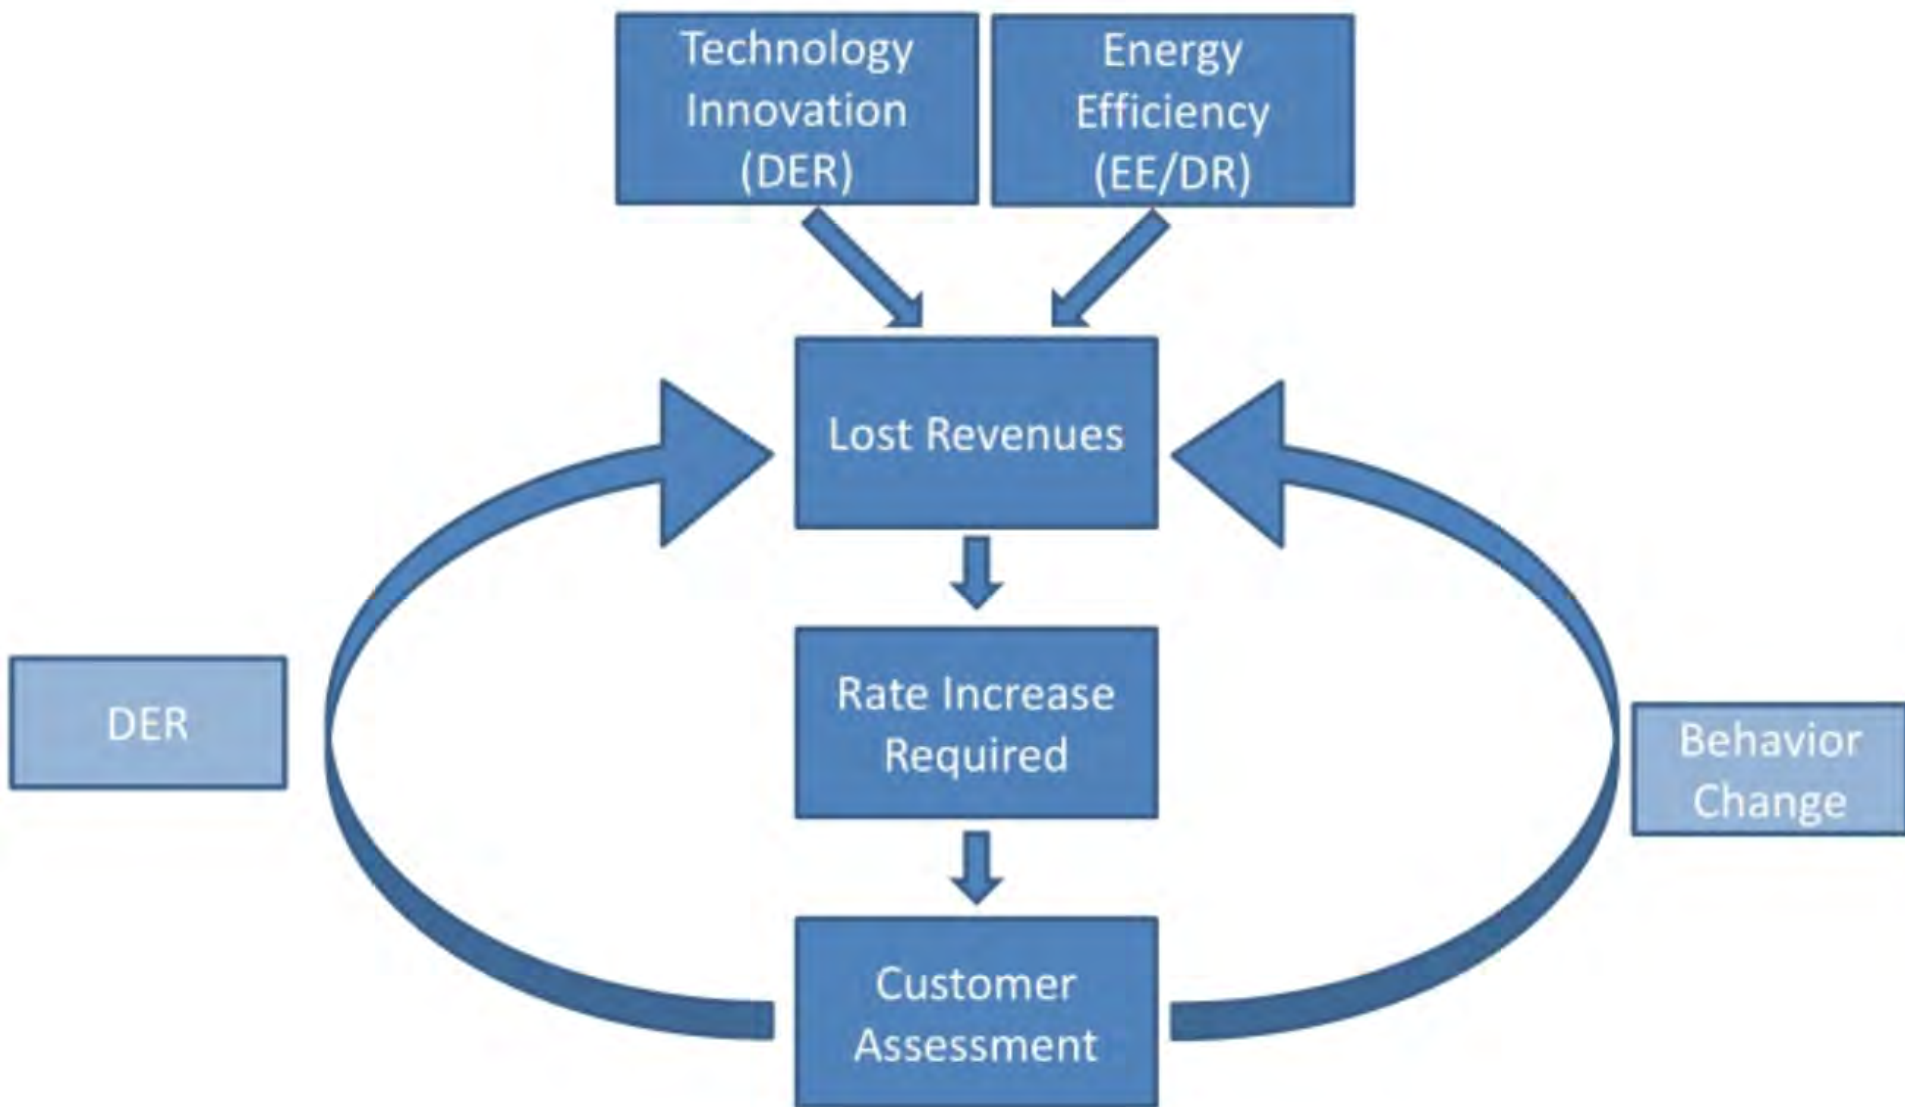 Technology
Innovation
(DER)
Energy
Efficiency
(EE/DR)
Lost Revenues
Rate Increase
Required
DER
Behavior
Change
Customer
Assessment